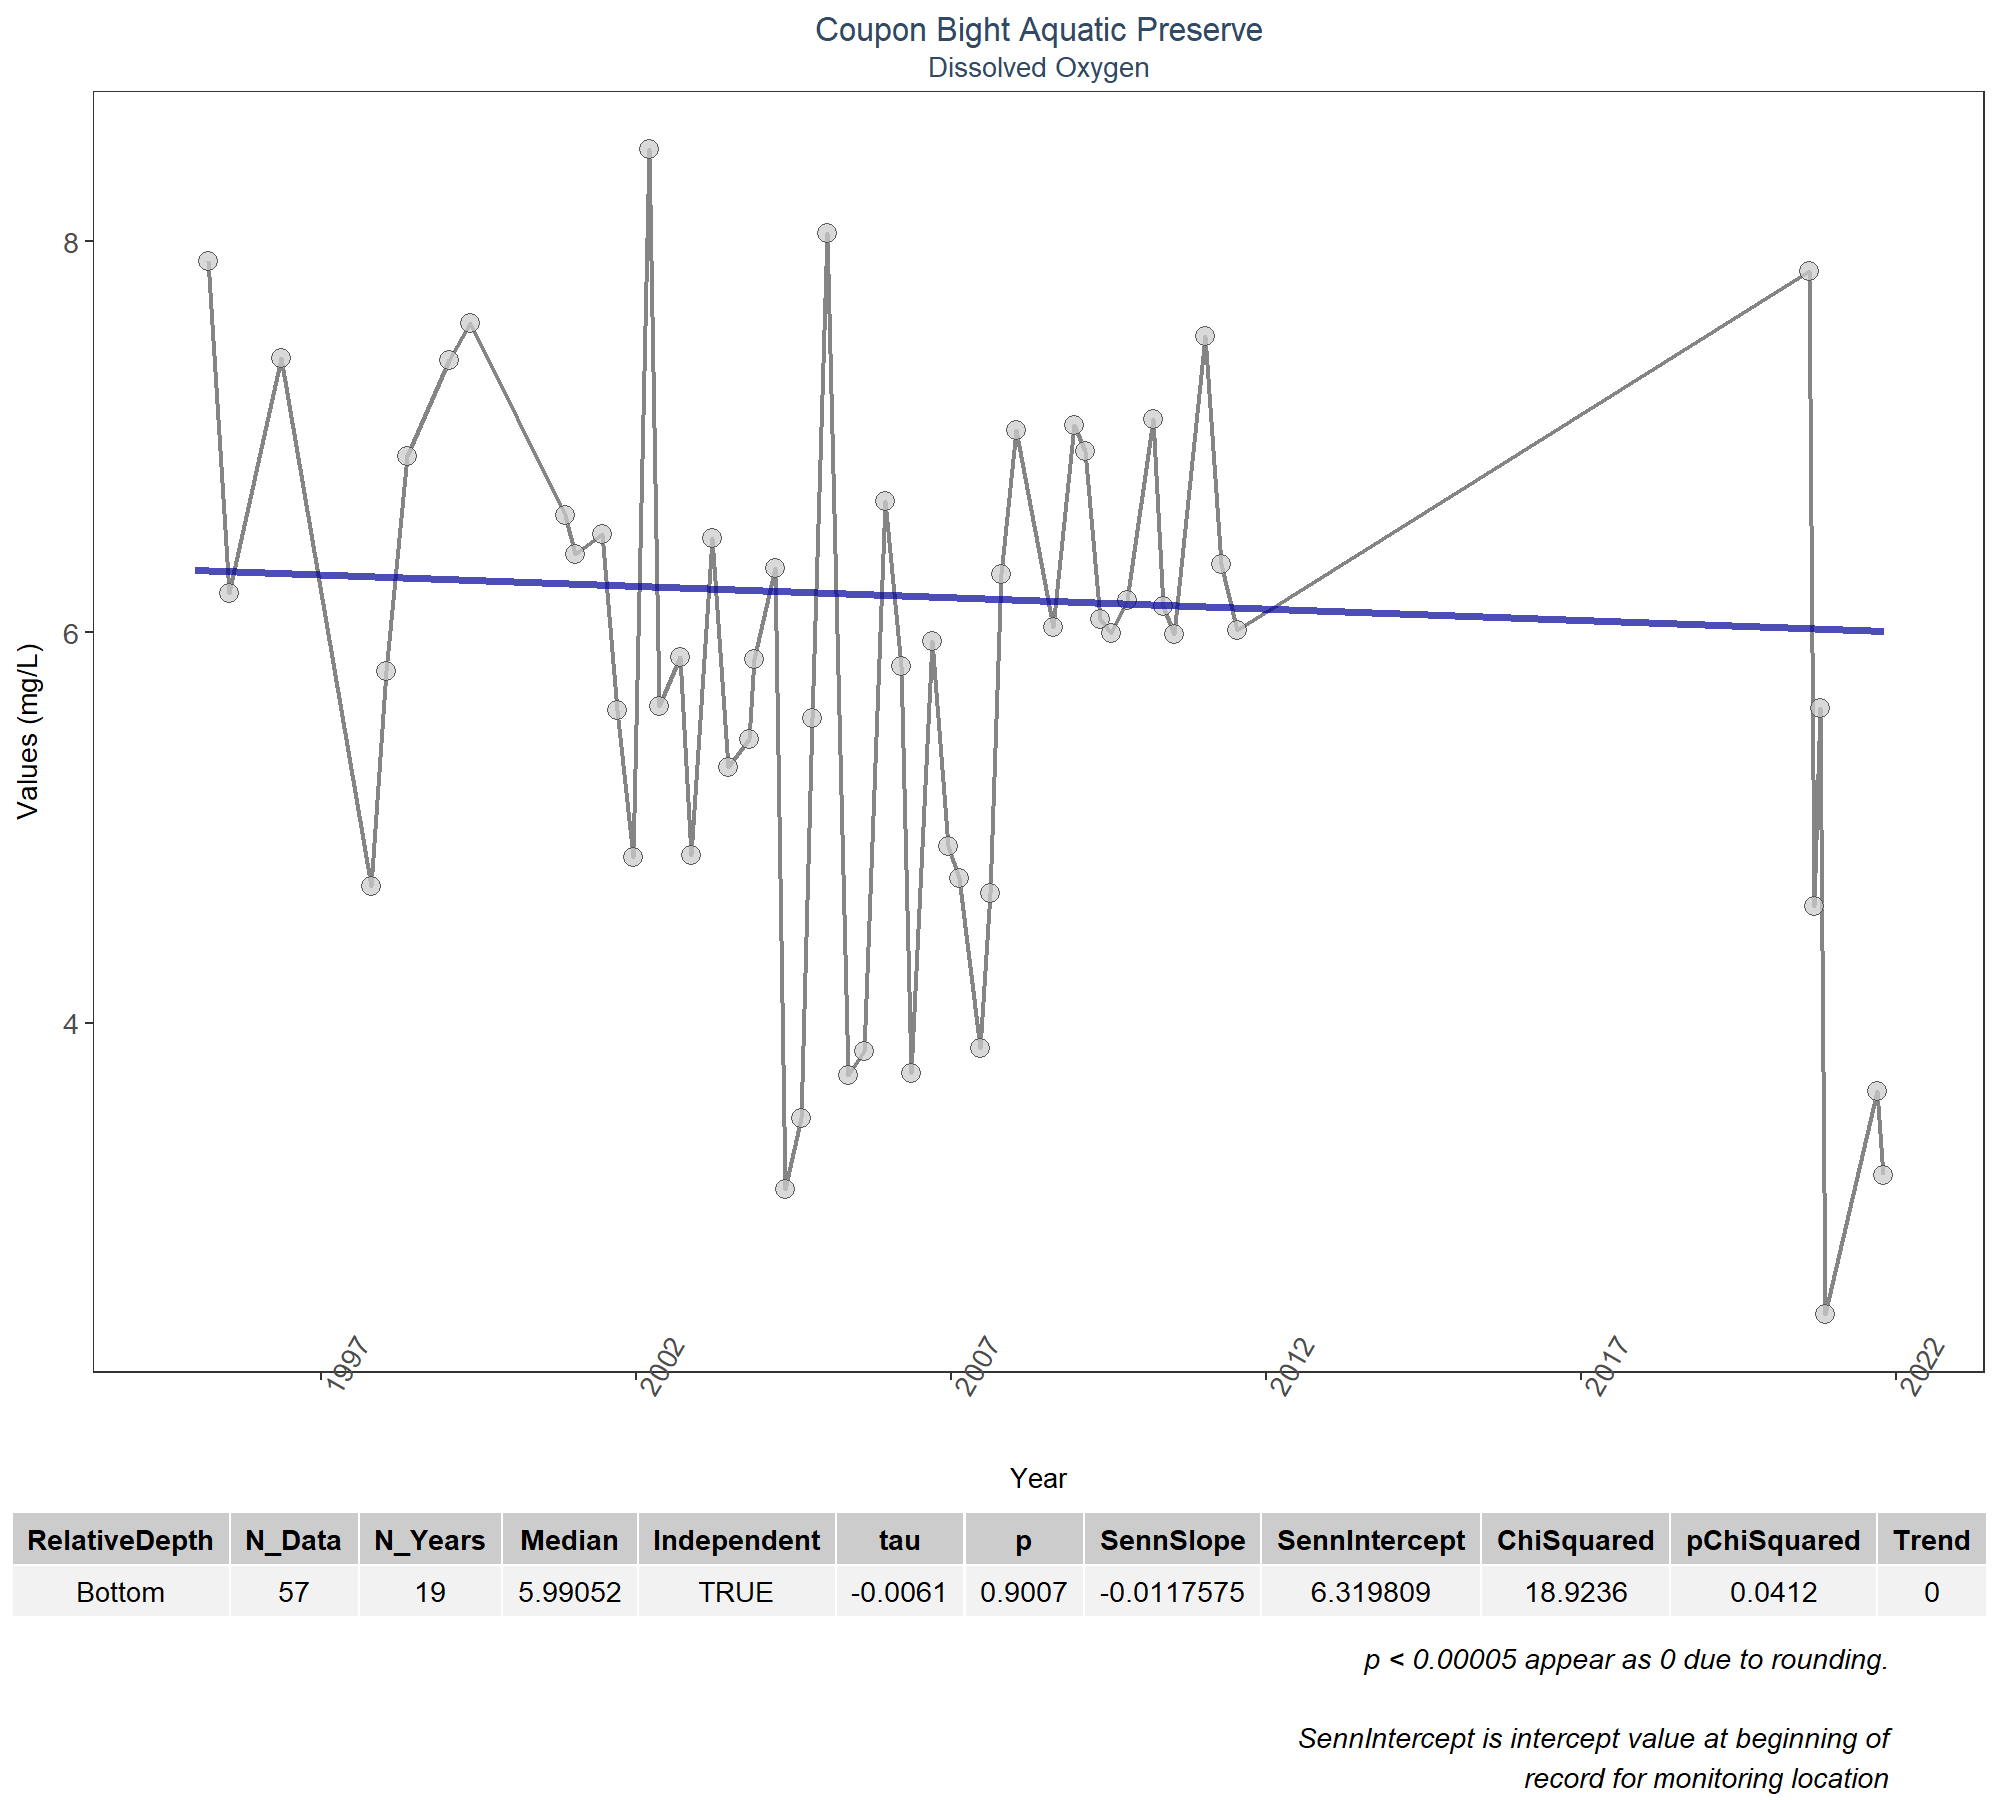 Coupon Bight Aquatic Preserve
Dissolved Oxygen
Values (mg/L)
8
6
4
1997 2002 2007 2012 2017 2022
Year
RelativeDepth N_Data N_Years Median Independent tau p SennSlope SennIntercept ChiSquared pChiSquared Trend
Bottom 57 19 5.99052 TRUE -0.0061 0.9007 -0.0117575 6.319809 18.9236 0.0412 0
p < 0.00005 appear as 0 due to rounding.
SennIntercept is intercept value at beginning of
record for monitoring location